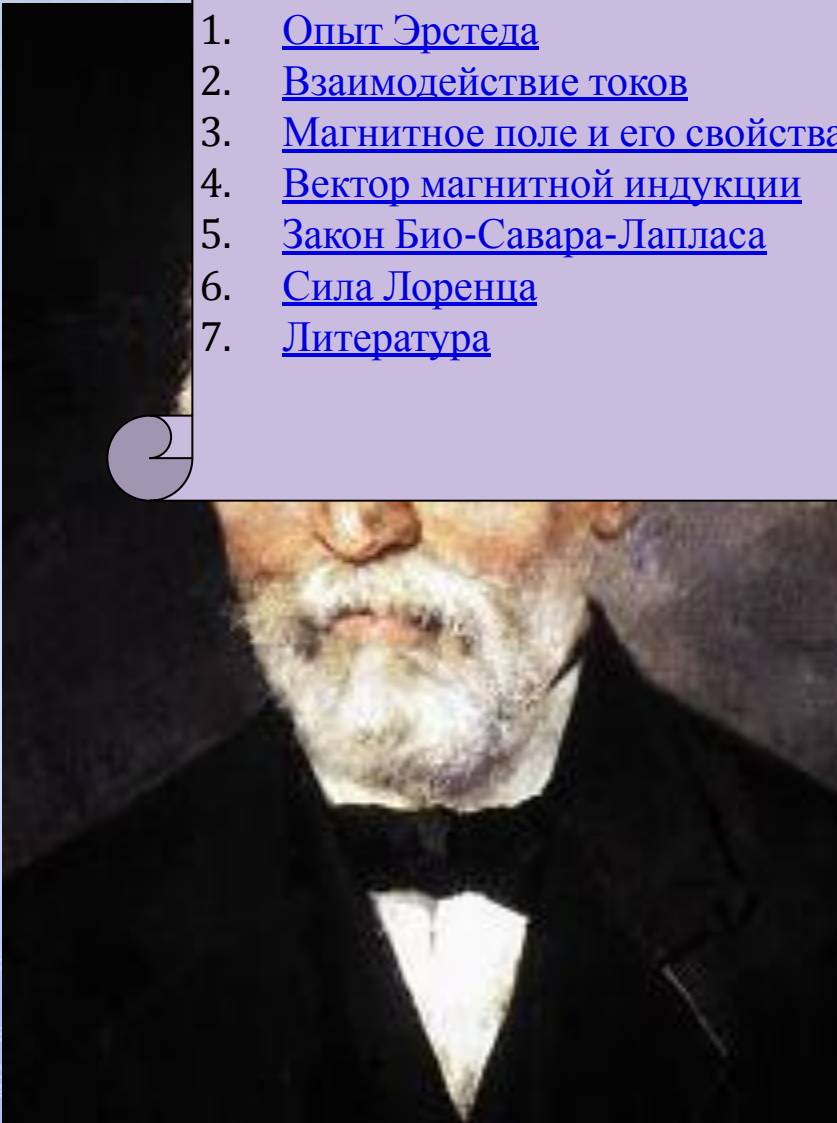 1. Опыт Эрстеда
2. Взаимодействие токов
3. Магнитное поле и его свойства
4. Вектор магнитной индукции
5. Закон Био-Савара-Лапласа
6. Сила Лоренца
7. Литература